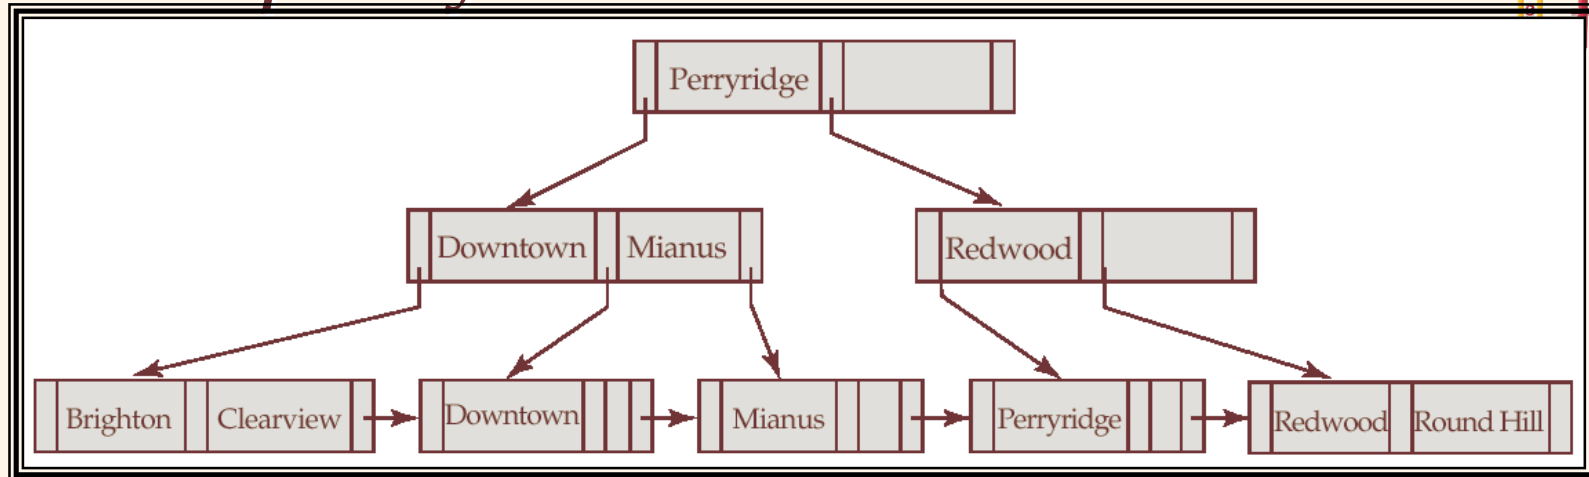 Perryridge
Downtown Mianus Redwood
Brighton Clearview Downtown Mianus Perryridge Redwood Round Hill